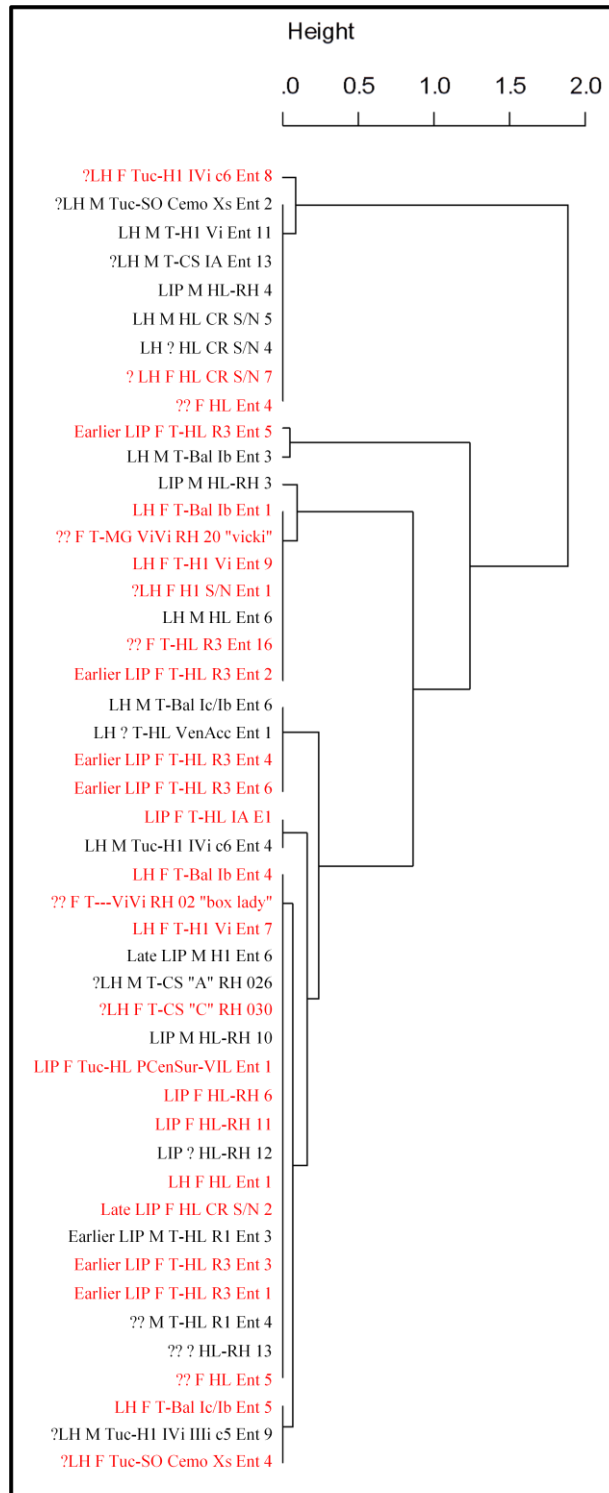 Height
.0 0.5 1.0 1.5 2.0
?LH F Tuc-H1 IVi c6 Ent 8
?LH M Tuc-SO Cemo Xs Ent 2
LH M T-H1 Vi Ent 11
?LH M T-CS IA Ent 13
LIP M HL-RH 4
LH M HL CR S/N 5
LH ? HL CR S/N 4
? LH F HL CR S/N 7
?? F HL Ent 4
Earlier LIP F T-HL R3 Ent 5
LH M T-Bal Ib Ent 3
LIP M HL-RH 3
LH F T-Bal Ib Ent 1
?? F T-MG ViVi RH 20 "vicki"
LH F T-H1 Vi Ent 9
?LH F H1 S/N Ent 1
LH M HL Ent 6
?? F T-HL R3 Ent 16
Earlier LIP F T-HL R3 Ent 2
LH M T-Bal Ic/Ib Ent 6
LH ? T-HL VenAcc Ent 1
Earlier LIP F T-HL R3 Ent 4
Earlier LIP F T-HL R3 Ent 6
LIP F T-HL IA E1
LH M Tuc-H1 IVi c6 Ent 4
LH F T-Bal Ib Ent 4
?? F T---ViVi RH 02 "box lady"
LH F T-H1 Vi Ent 7
Late LIP M H1 Ent 6
?LH M T-CS "A" RH 026
?LH F T-CS "C" RH 030
LIP M HL-RH 10
LIP F Tuc-HL PCenSur-VIL Ent 1
LIP F HL-RH 6
LIP F HL-RH 11
LIP ? HL-RH 12
LH F HL Ent 1
Late LIP F HL CR S/N 2
Earlier LIP M T-HL R1 Ent 3
Earlier LIP F T-HL R3 Ent 3
Earlier LIP F T-HL R3 Ent 1
?? M T-HL R1 Ent 4
?? ? HL-RH 13
?? F HL Ent 5
LH F T-Bal Ic/Ib Ent 5
?LH M Tuc-H1 IVi IIIi c5 Ent 9
?LH F Tuc-SO Cemo Xs Ent 4